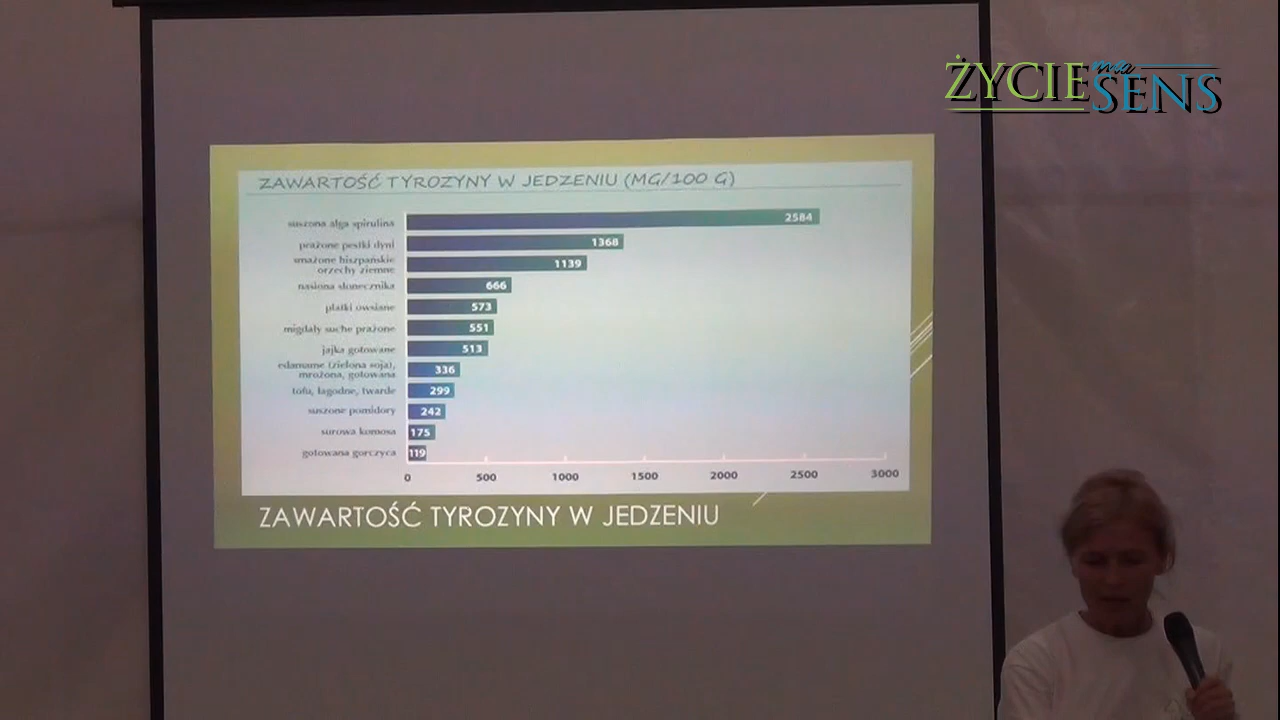 ŻYCIE ma SENS
ZAWARTOŚĆ TYROZYNY W JEDZENIU (MG/100 G)
suszona alga spirulina 2584
prażone pestki dyni 1368
smażone hiszpańskie
orzechy ziemne 1139
nasiona słonecznika 666
płatki owsiane 573
migdały suche prażone 551
jajka gotowane 513
edamame (zielona soja),
mrożona, gotowana 336
tofu, łagodne, twarde 299
suszone pomidory 242
surowa komosa 175
gotowana gorczyca 119
0 500 1000 1500 2000 2500 3000
ZAWARTOŚĆ TYROZYNY W JEDZENIU